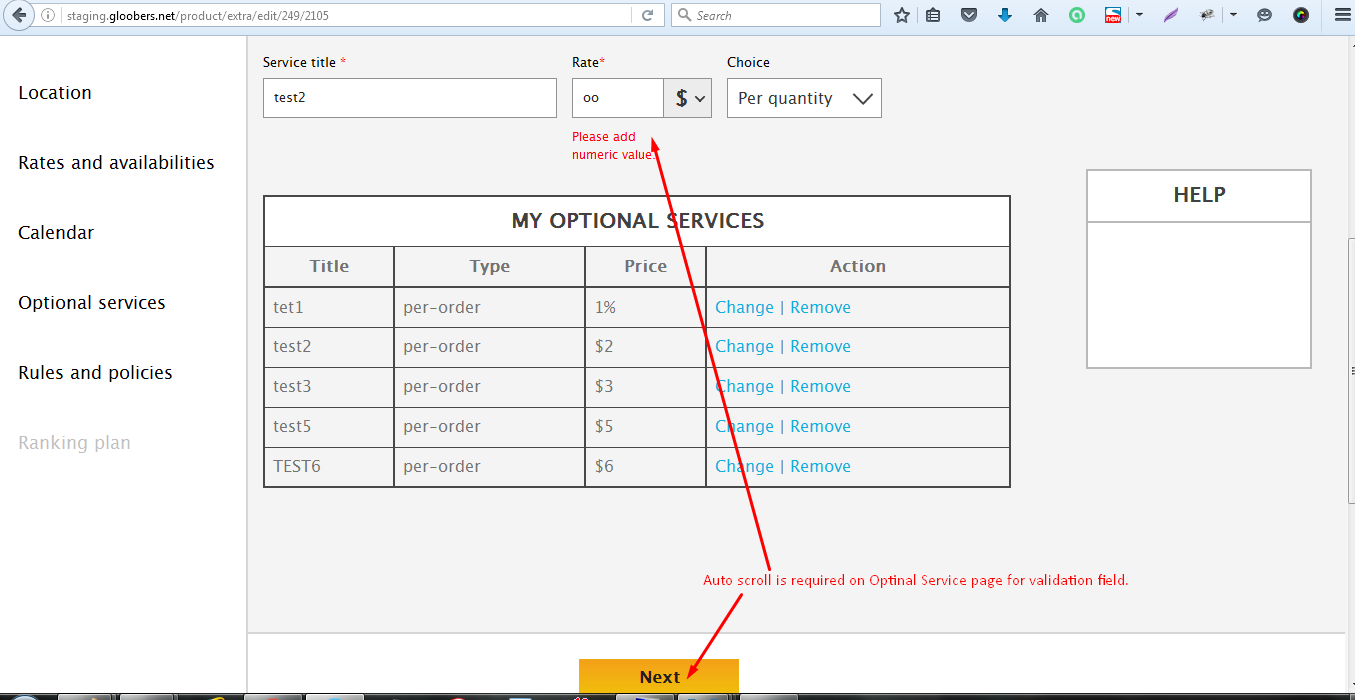 staging.gloobers.net/product/extra/edit/249/2105
Search
new
Service title *
Rate*
Choice
test2
oo
$
Per quantity
Please add
numeric value.
Location
Rates and availabilities
Calendar
Optional services
Rules and policies
Ranking plan
HELP
MY OPTIONAL SERVICES
Title Type Price Action
tet1 per-order 1% Change | Remove
test2 per-order $2 Change | Remove
test3 per-order $3 Change | Remove
test5 per-order $5 Change | Remove
TEST6 per-order $6 Change | Remove
Auto scroll is required on Optinal Service page for validation field.
Next